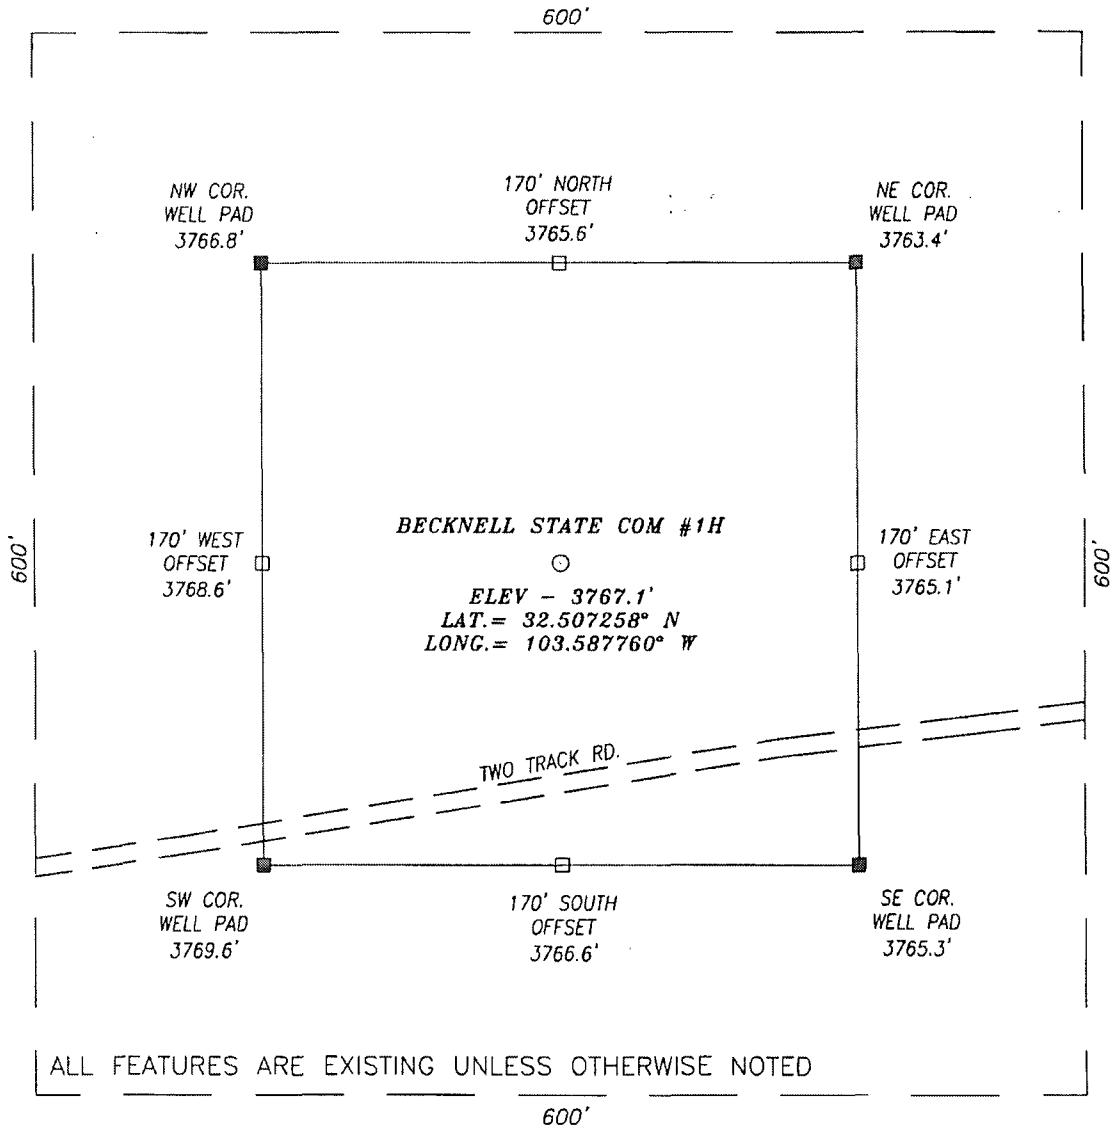 600'
NW COR.
WELL PAD
3766.8'
170' NORTH
OFFSET
3765.6'
NE COR.
WELL PAD
3763.4'
600'
170' WEST
OFFSET
3768.6'
BECKNELL STATE COM #1H
ELEV - 3767.1'
LAT.= 32.507258° N
LONG.= 103.587760° W
170' EAST
OFFSET
3765.1'
600'
TWO TRACK RD.
SW COR.
WELL PAD
3769.6'
170' SOUTH
OFFSET
3766.6'
SE COR.
WELL PAD
3765.3'
ALL FEATURES ARE EXISTING UNLESS OTHERWISE NOTED
600'